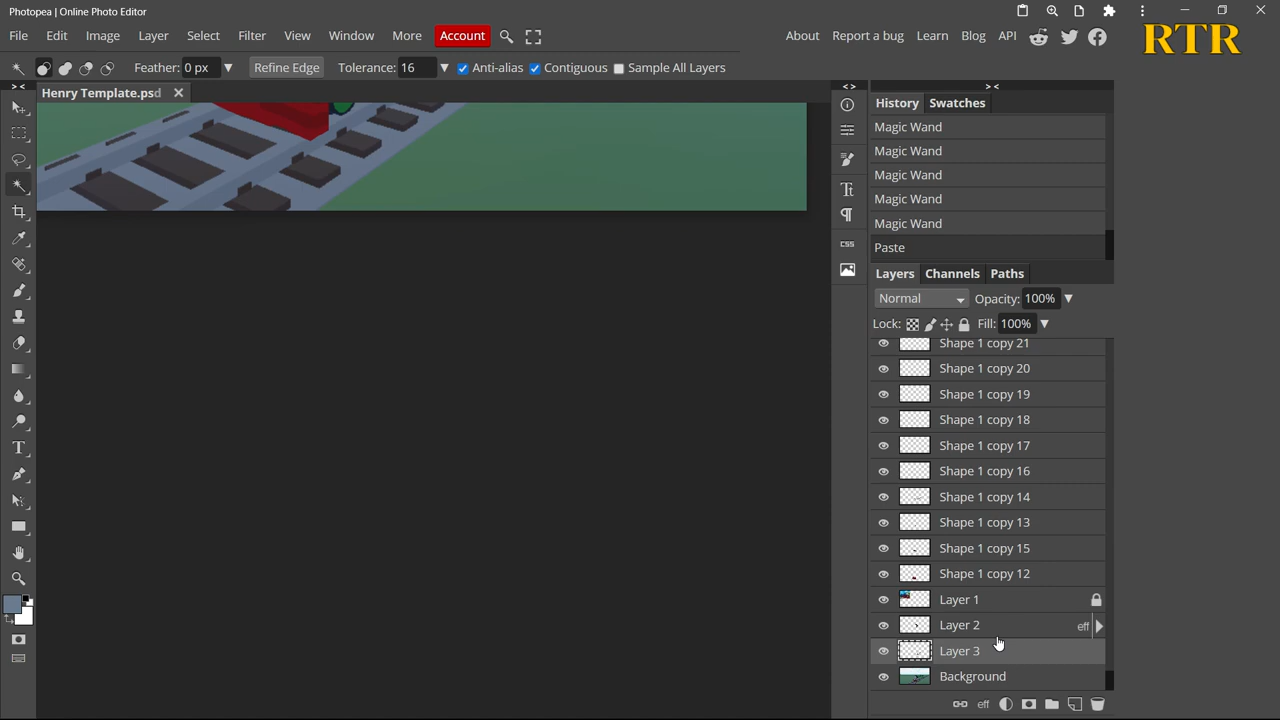 Photopea | Online Photo Editor
File Edit Image Layer Select Filter View Window More Account
About Report a bug Learn Blog API
RTR
Feather: 0 px Refine Edge Tolerance: 16 Anti-alias Contiguous Sample All Layers
Henry Template.psd
> <
< >
> <
History Swatches
Magic Wand
Magic Wand
Magic Wand
Magic Wand
Magic Wand
Paste
Layers Channels Paths
Normal Opacity: 100%
Lock: Fill: 100%
CSS
Shape 1 copy 21
Shape 1 copy 20
Shape 1 copy 19
Shape 1 copy 18
Shape 1 copy 17
Shape 1 copy 16
Shape 1 copy 14
Shape 1 copy 13
Shape 1 copy 15
Shape 1 copy 12
Layer 1
Layer 2 eff
Layer 3
Background
eff